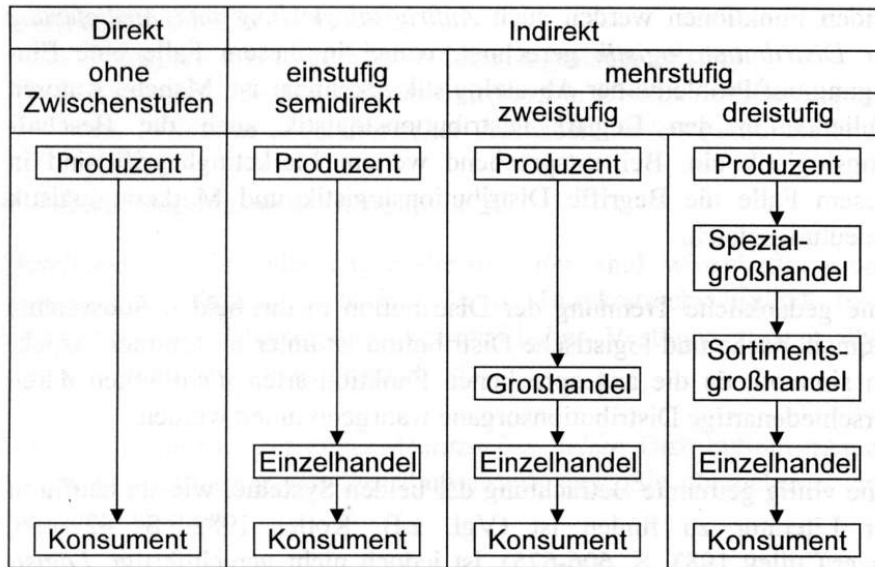 Direkt
Indirekt
ohne
Zwischenstufen
einstufig
semidirekt
mehrstufig
zweistufig
dreistufig
Produzent
Produzent
Produzent
Produzent
Spezial-
großhandel
Sortiments-
großhandel
Großhandel
Einzelhandel
Einzelhandel
Einzelhandel
Konsument
Konsument
Konsument
Konsument